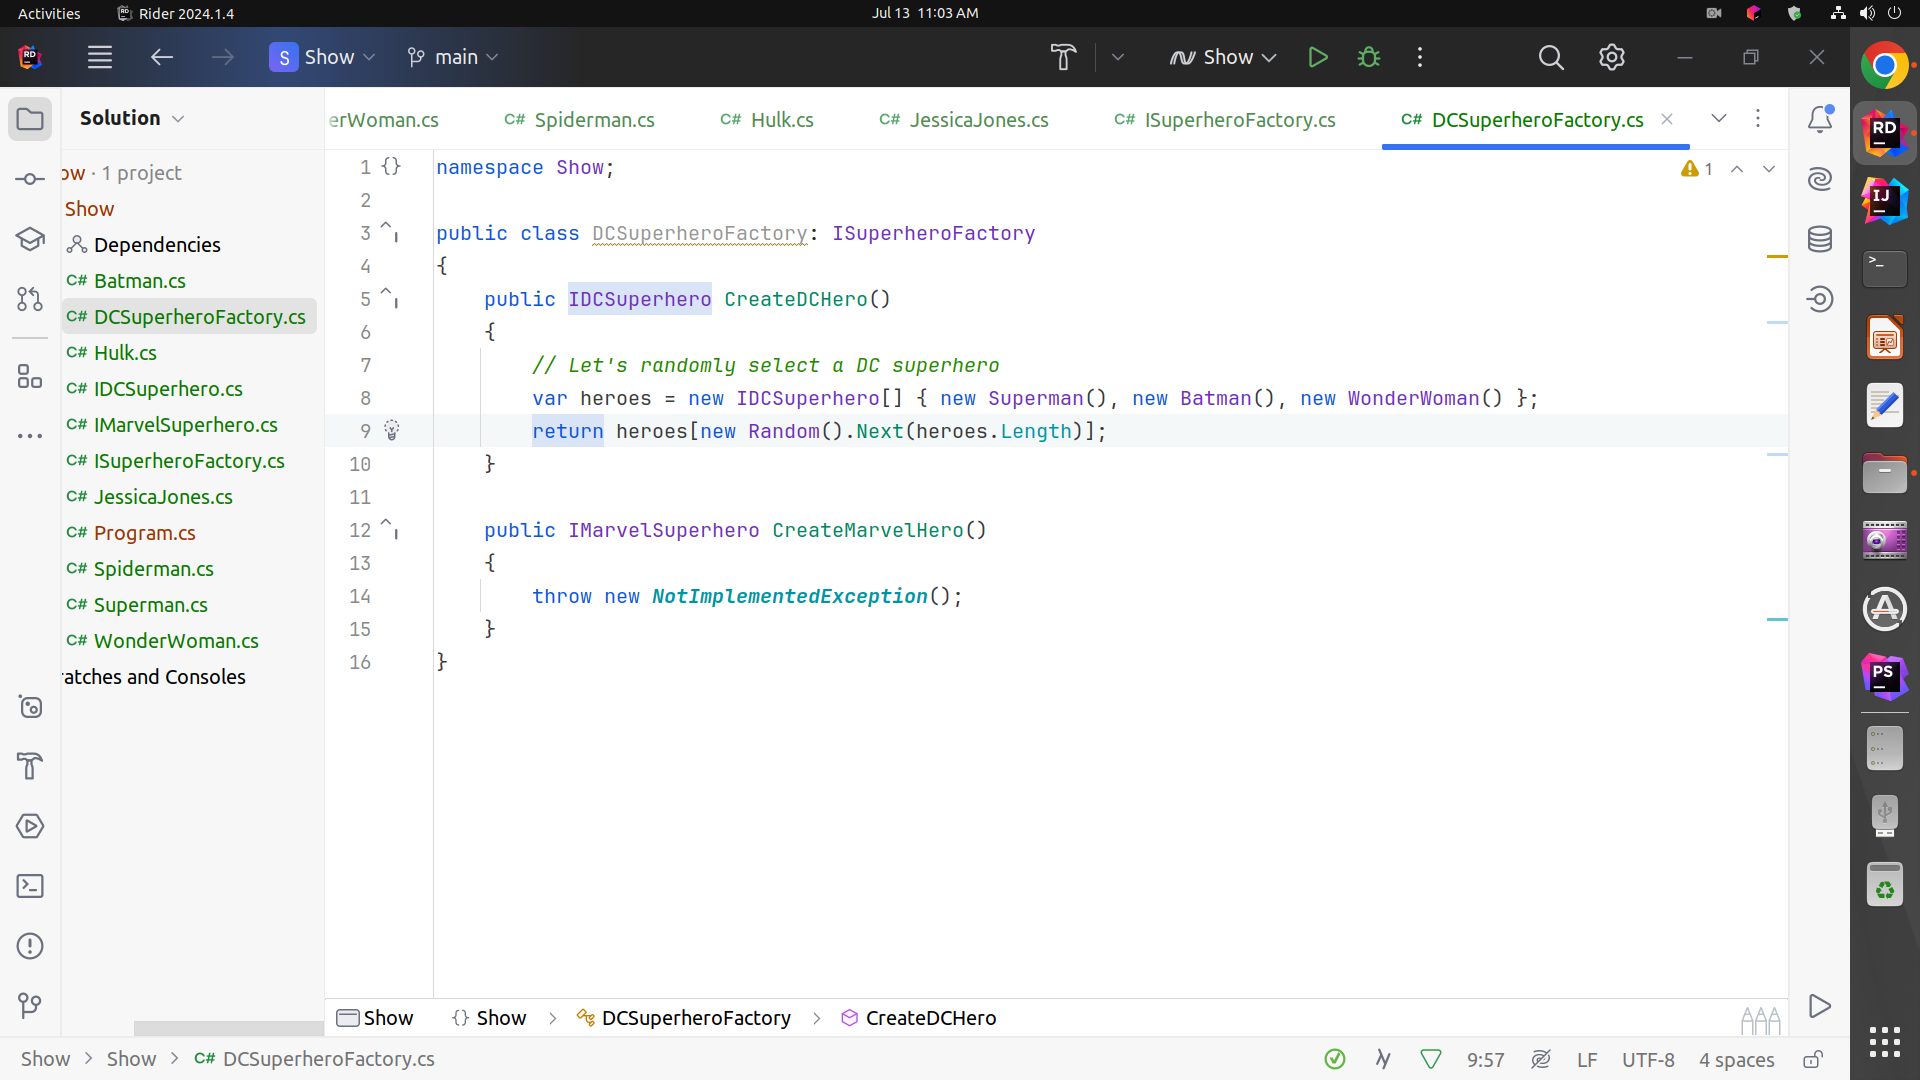 Activities Rider 2024.1.4 Jul 13 11:03 AM
RD S Show main Show
Solution
erWoman.cs C# Spiderman.cs C# Hulk.cs C# JessicaJones.cs C# ISuperheroFactory.cs C# DCSuperheroFactory.cs
ow · 1 project
Show
Dependencies
C# Batman.cs
C# DCSuperheroFactory.cs
C# Hulk.cs
C# IDCSuperhero.cs
C# IMarvelSuperhero.cs
C# ISuperheroFactory.cs
C# JessicaJones.cs
C# Program.cs
C# Spiderman.cs
C# Superman.cs
C# WonderWoman.cs
ratches and Consoles
1 namespace Show;
2
3 public class DCSuperheroFactory: ISuperheroFactory
4 {
5 public IDCSuperhero CreateDCHero()
6 {
7 // Let's randomly select a DC superhero
8 var heroes = new IDCSuperhero[] { new Superman(), new Batman(), new WonderWoman() };
9 return heroes[new Random().Next(heroes.Length)];
10 }
11
12 public IMarvelSuperhero CreateMarvelHero()
13 {
14 throw new NotImplementedException();
15 }
16 }
1
Show {} Show DCSuperheroFactory CreateDCHero
Show Show C# DCSuperheroFactory.cs 9:57 LF UTF-8 4 spaces
RD
IJ
PS